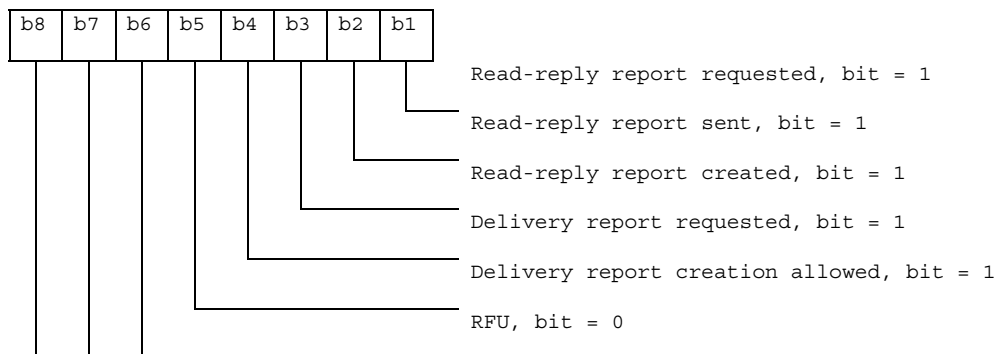 b8 b7 b6 b5 b4 b3 b2 b1
Read-reply report requested, bit = 1
Read-reply report sent, bit = 1
Read-reply report created, bit = 1
Delivery report requested, bit = 1
Delivery report creation allowed, bit = 1
RFU, bit = 0